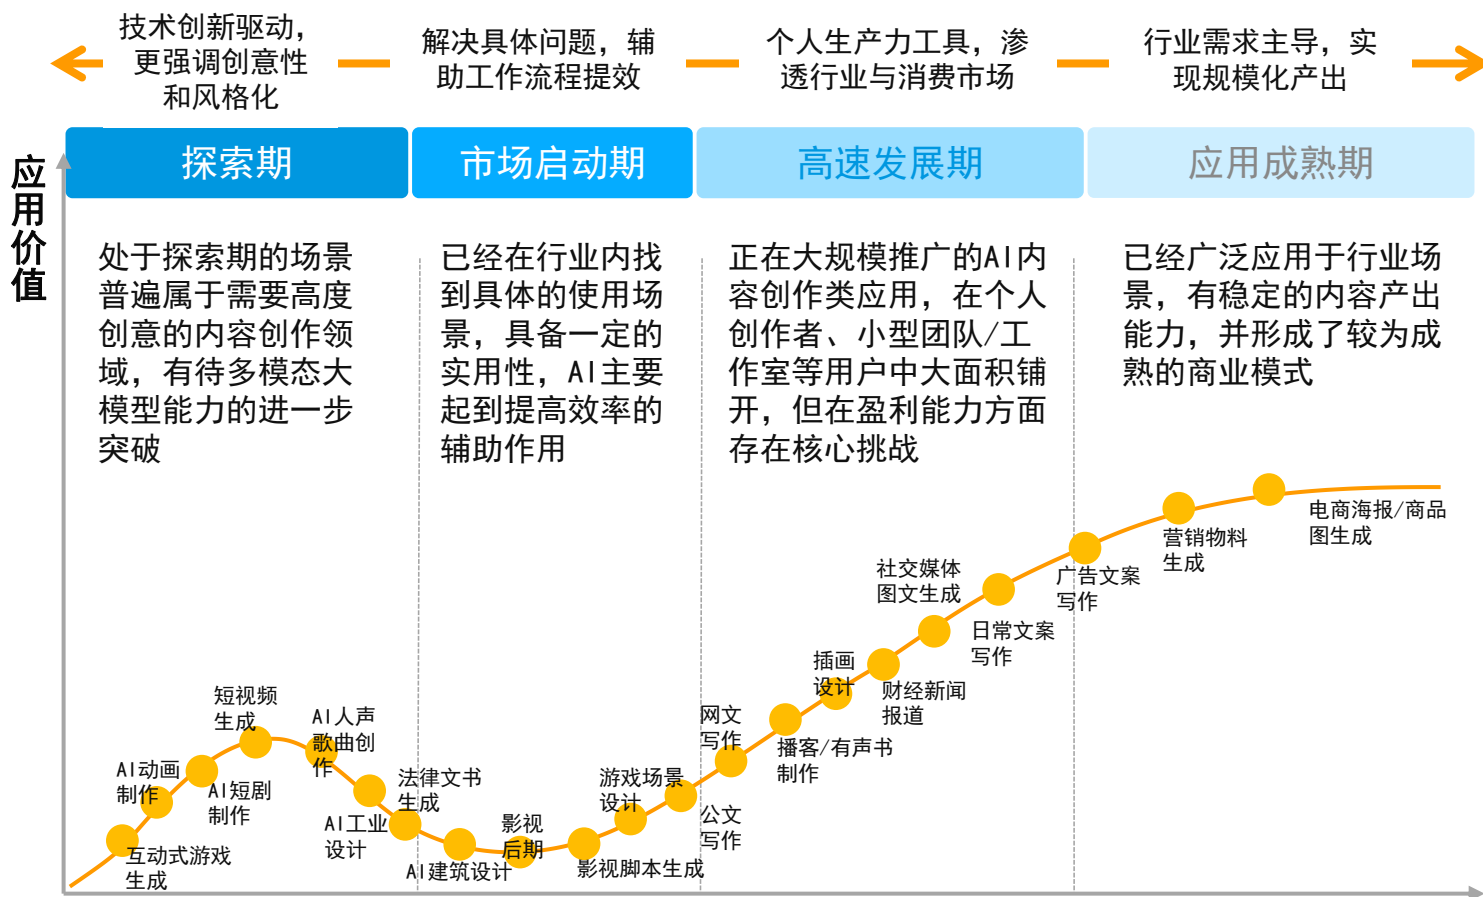 技术创新驱动，
更强调创意性
和风格化
解决具体问题，辅
助工作流程提效
个人生产力工具，渗
透行业与消费市场
行业需求主导，实
现规模化产出
探索期
市场启动期
高速发展期
应用成熟期
应用价值
处于探索期的场景
普遍属于需要高度
创意的内容创作领
域，有待多模态大
模型能力的进一步
突破
已经在行业内找
到具体的使用场
景，具备一定的
实用性，AI主要
起到提高效率的
辅助作用
正在大规模推广的AI内
容创作类应用，在个人
创作者、小型团队/工
作室等用户中大面积铺
开，但在盈利能力方面
存在核心挑战
已经广泛应用于行业场
景，有稳定的内容产出
能力，并形成了较为成
熟的商业模式
互动式游戏
生成
AI动画
制作
AI短剧
制作
短视频
生成
AI人声
歌曲创
作
AI工业
设计
法律文书
生成
AI建筑设计
影视
后期
影视脚本生成
游戏场景
设计
公文
写作
网文
写作
播客/有声书
制作
插画
设计
财经新闻
报道
社交媒体
图文生成
日常文案
写作
广告文案
写作
营销物料
生成
电商海报/商品
图生成